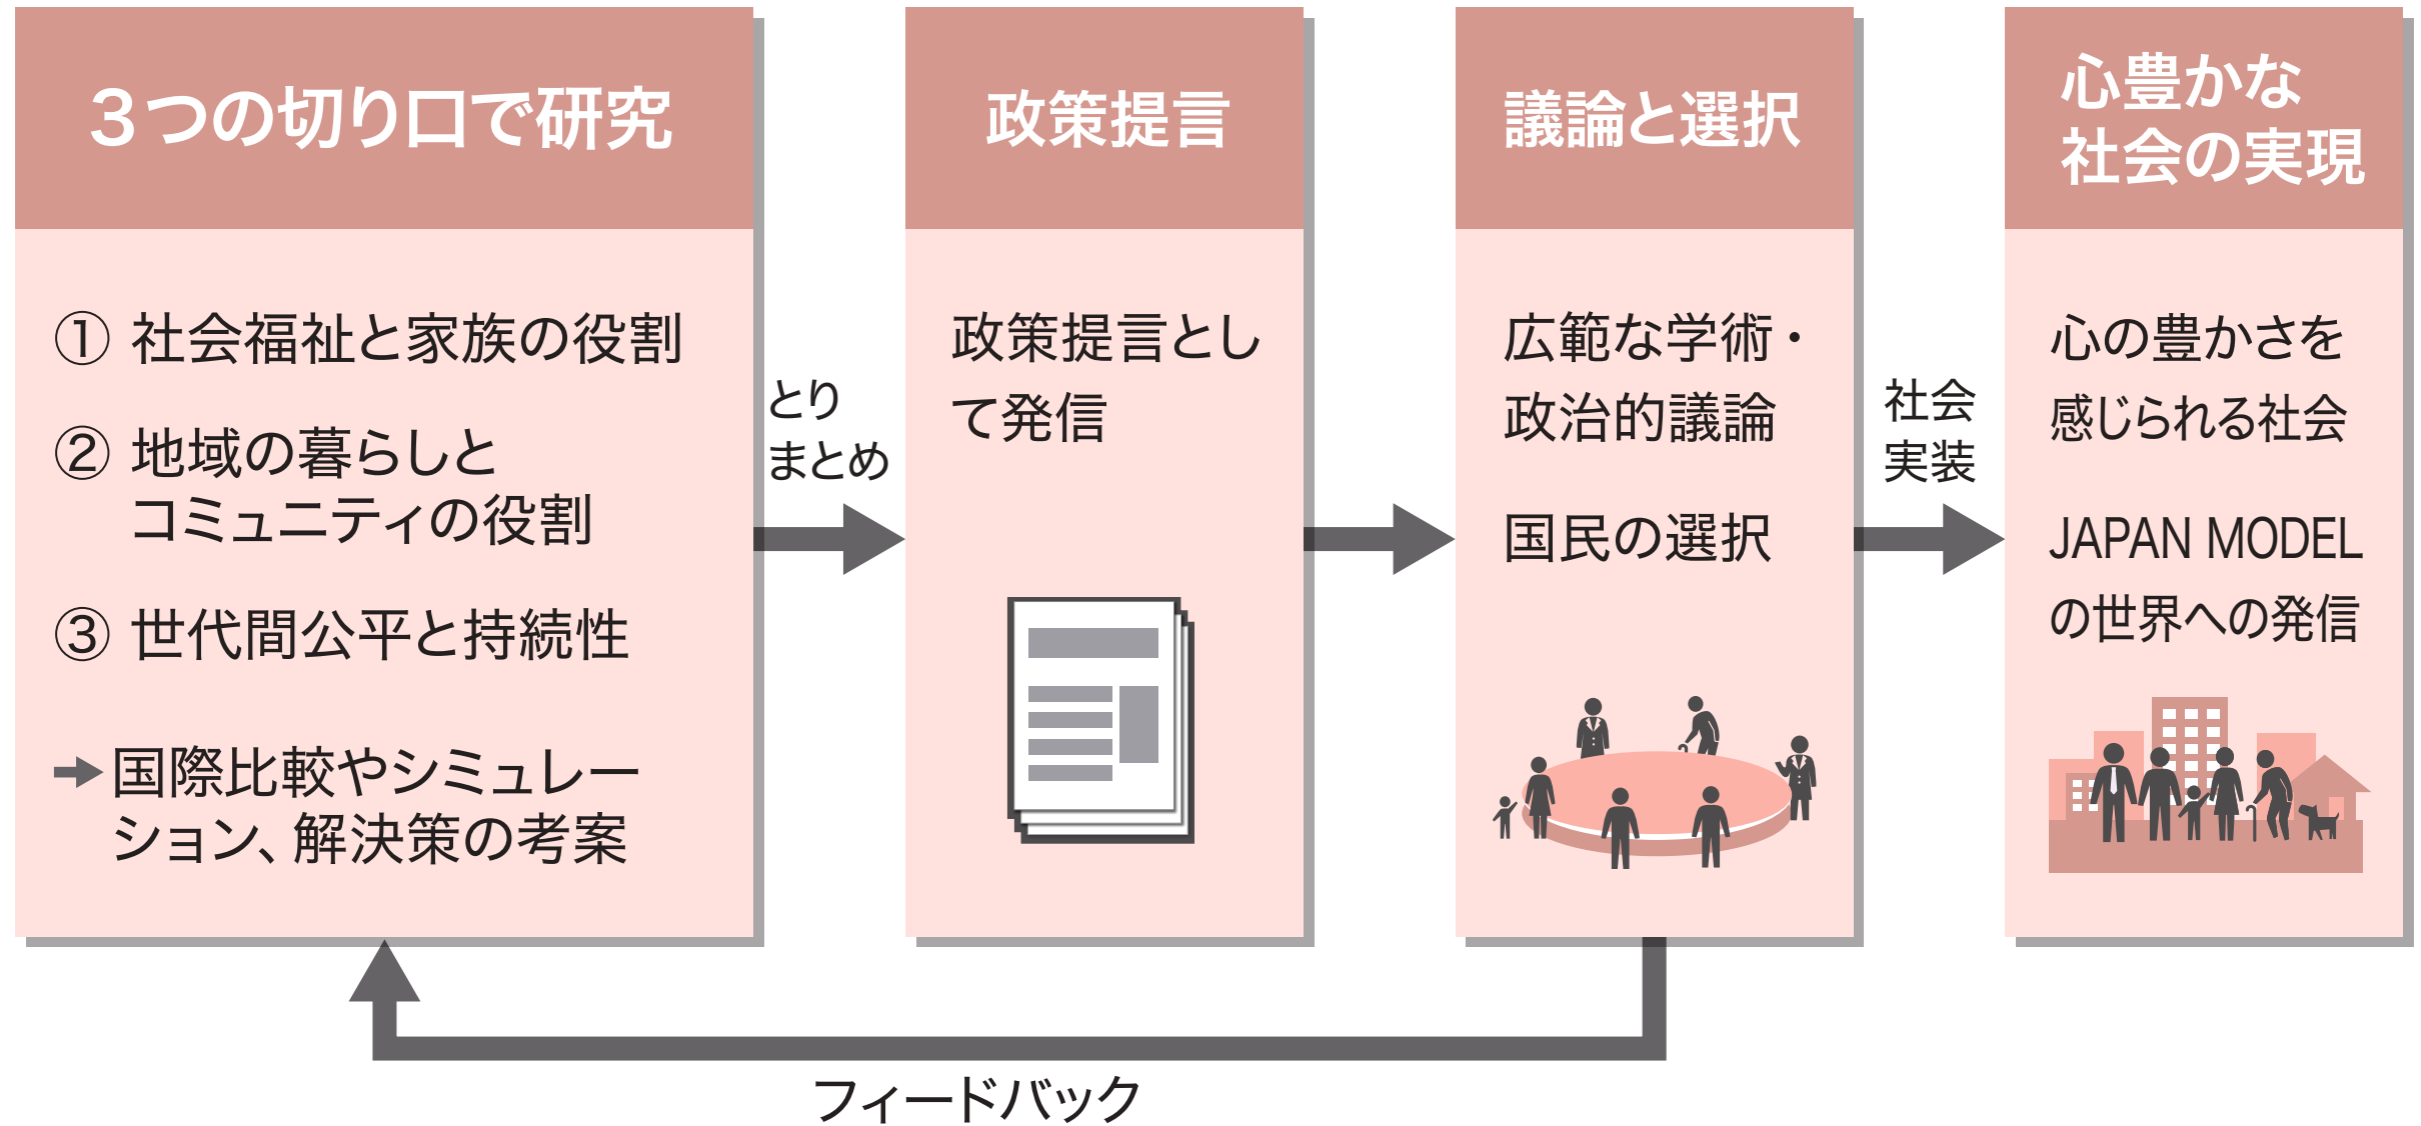 ３つの切り口で研究
① 社会福祉と家族の役割
② 地域の暮らしと
コミュニティの役割
③ 世代間公平と持続性
国際比較やシミュレー
ション、解決策の考案
とり
まとめ
政策提言
政策提言とし
て発信
議論と選択
広範な学術・
政治的議論
国民の選択
社会
実装
心豊かな
社会の実現
心の豊かさを
感じられる社会
JAPAN MODEL
の世界への発信
フィードバック